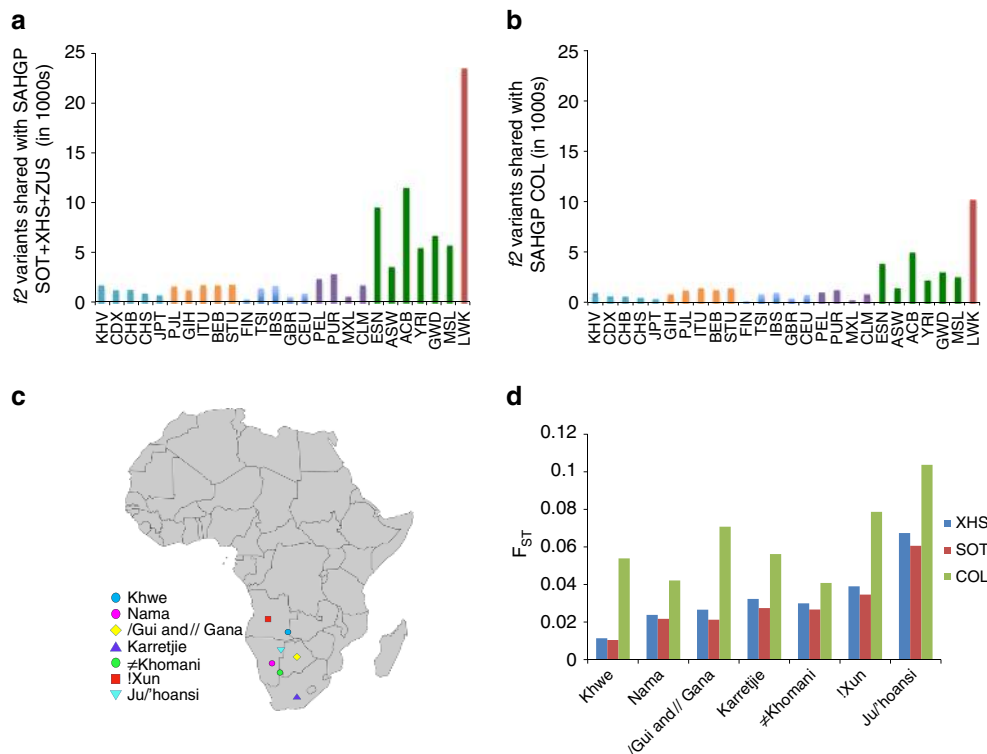 a
f2 variants shared with SAHGP
SOT+XHS+ZUS (in 1000s)
25
20
15
10
5
0
KHV
CDX
CHB
CHS
JPT
PJL
GIH
ITU
BEB
STU
FIN
TSI
IBS
GBR
CEU
PEL
PUR
MXL
CLM
ESN
ASW
ACB
YRI
GWD
MSL
LWK
b
f2 variants shared with
SAHGP COL (in 1000s)
25
20
15
10
5
0
KHV
CDX
CHB
CHS
JPT
GIH
PJL
ITU
BEB
STU
FIN
TSI
IBS
GBR
CEU
PEL
PUR
MXL
CLM
ESN
ASW
ACB
YRI
GWD
MSL
LWK
c
Khwe
Nama
/Gui and// Gana
Karretjie
≠Khomani
!Xun
Ju/'hoansi
d
FST
0.12
0.1
0.08
0.06
0.04
0.02
0
Khwe
Nama
/Gui and// Gana
Karretjie
≠Khomani
!Xun
Ju/'hoansi
XHS
SOT
COL